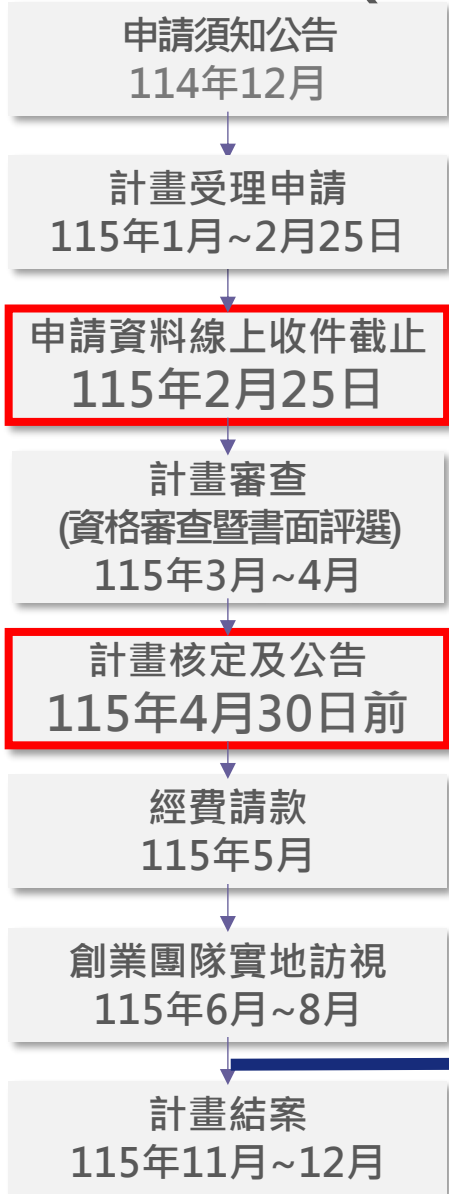 申請須知公告
114年12月
計畫受理申請
115年1月~2月25日
申請資料線上收件截止
115年2月25日
計畫審查
(資格審查暨書面評選)
115年3月~4月
計畫核定及公告
115年4月30日前
經費請款
115年5月
創業團隊實地訪視
115年6月~8月
計畫結案
115年11月~12月